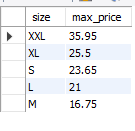 size max_price
XXL 35.95
XL 25.5
S 23.65
L 21
M 16.75